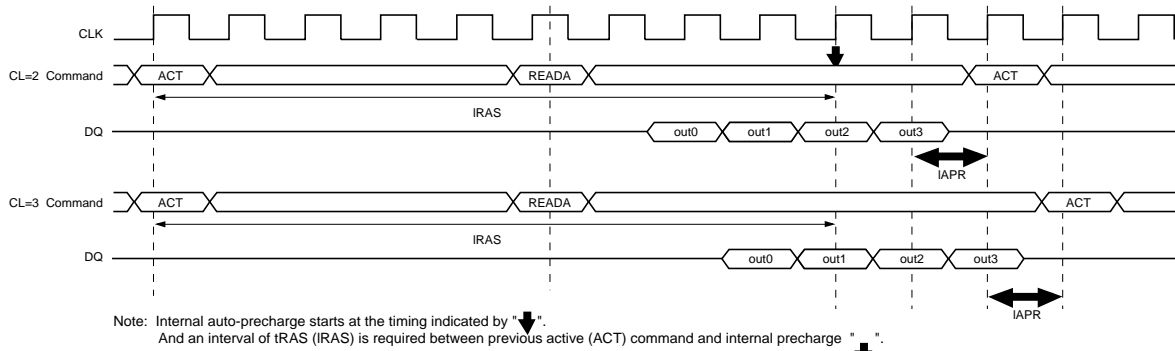 CLK
CL=2 Command
ACT
READA
ACT
lRAS
DQ
out0
out1
out2
out3
lAPR
CL=3 Command
ACT
READA
ACT
lRAS
DQ
out0
out1
out2
out3
lAPR
Note: Internal auto-precharge starts at the timing indicated by " ".
And an interval of tRAS (lRAS) is required between previous active (ACT) command and internal precharge " ".